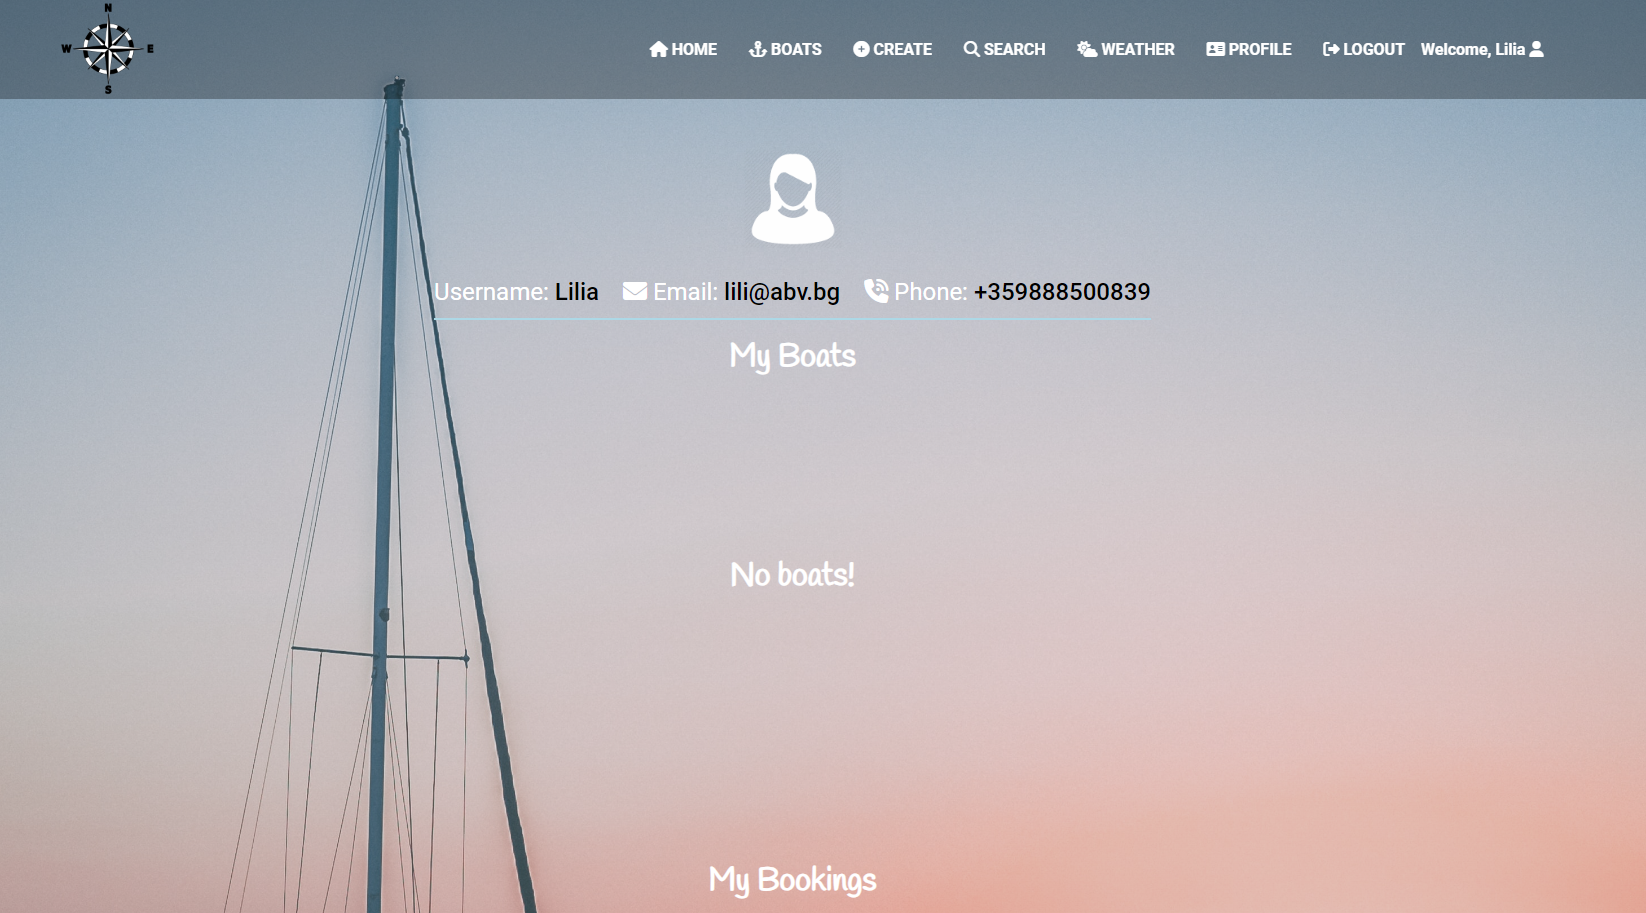 N
W E
S
HOME BOATS CREATE SEARCH WEATHER PROFILE LOGOUT Welcome, Lilia
Username: Lilia Email: lili@abv.bg Phone: +359888500839
My Boats
No boats!
My Bookings